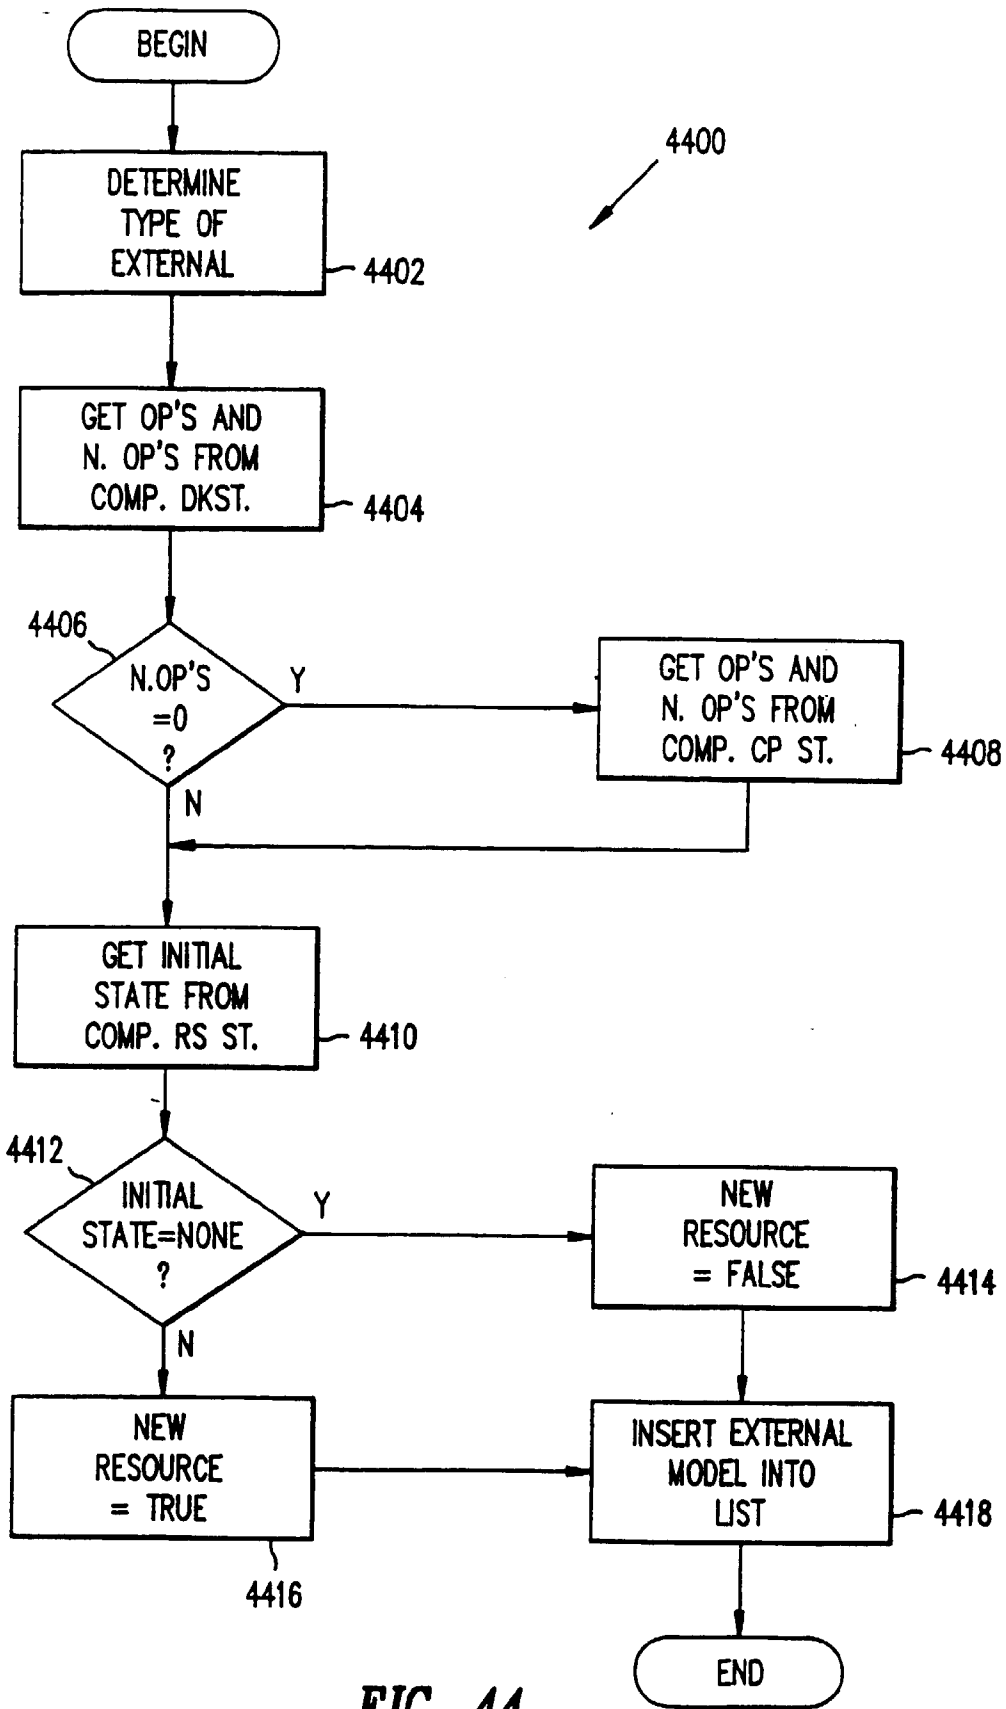 BEGIN
4400
DETERMINE
TYPE OF
EXTERNAL
4402
GET OP'S AND
N. OP'S FROM
COMP. DKST.
4404
4406
N.OP'S
=0
?
Y
N
GET OP'S AND
N. OP'S FROM
COMP. CP ST.
4408
GET INITIAL
STATE FROM
COMP. RS ST.
4410
4412
INITIAL
STATE=NONE
?
Y
N
NEW
RESOURCE
= FALSE
4414
NEW
RESOURCE
= TRUE
4416
INSERT EXTERNAL
MODEL INTO
LIST
4418
END
FIG. 44